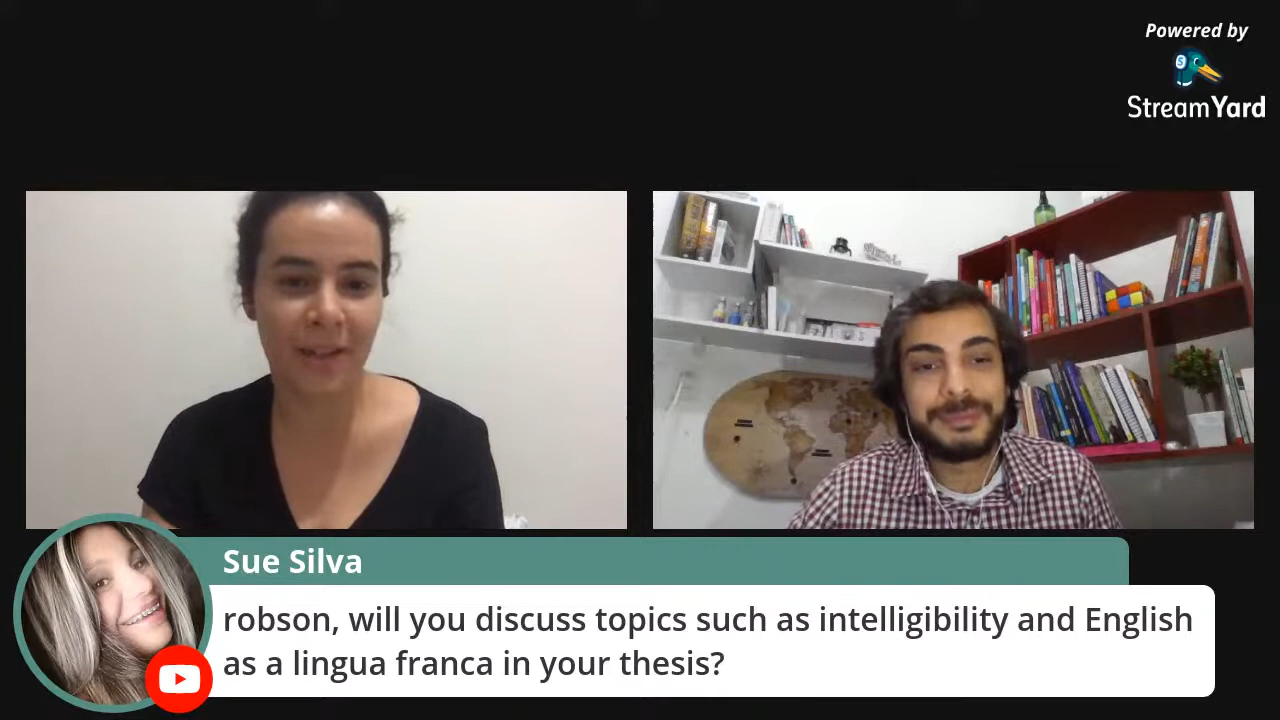 Powered by
StreamYard
Sue Silva
robson, will you discuss topics such as intelligibility and English
as a lingua franca in your thesis?